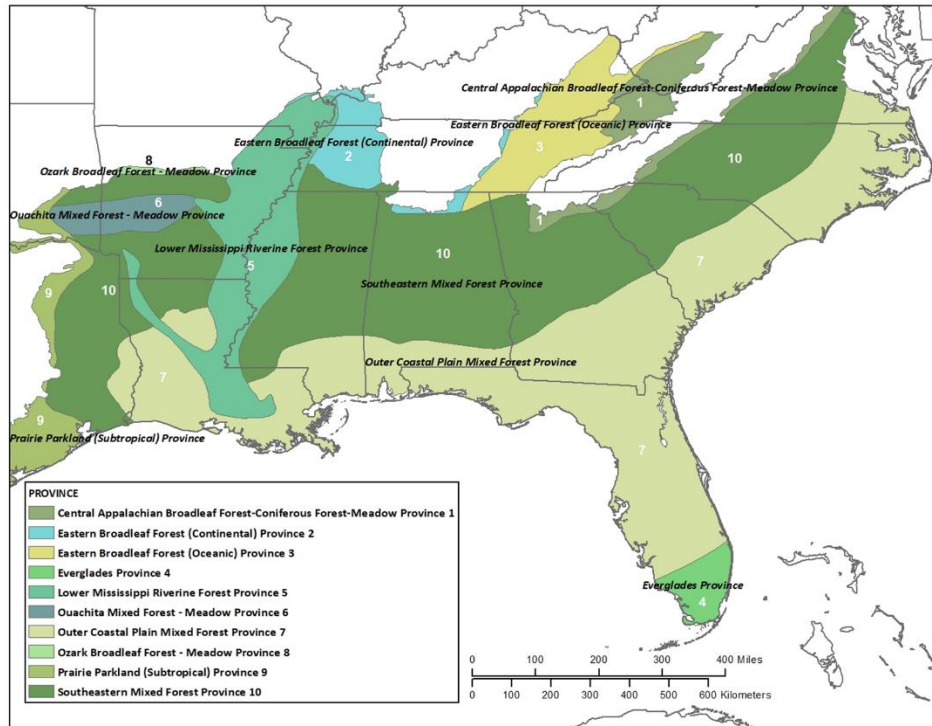 Central Appalachian Broadleaf Forest-Coniferous Forest-Meadow Province
1
Eastern Broadleaf Forest (Oceanic) Province
Eastern Broadleaf Forest (Continental) Province
3
2
10
8
Ozark Broadleaf Forest - Meadow Province
6
Ouachita Mixed Forest - Meadow Province
1
Lower Mississippi Riverine Forest Province
10
5
7
Southeastern Mixed Forest Province
9
10
Outer Coastal Plain Mixed Forest Province
7
9
Prairie Parkland (Subtropical) Province
7
PROVINCE
Central Appalachian Broadleaf Forest-Coniferous Forest-Meadow Province 1
Eastern Broadleaf Forest (Continental) Province 2
Eastern Broadleaf Forest (Oceanic) Province 3
Everglades Province 4
Lower Mississippi Riverine Forest Province 5
Ouachita Mixed Forest - Meadow Province 6
Outer Coastal Plain Mixed Forest Province 7
Ozark Broadleaf Forest - Meadow Province 8
Prairie Parkland (Subtropical) Province 9
Southeastern Mixed Forest Province 10
Everglades Province
4
0 100 200 300 400 Miles
0 100 200 300 400 600 Kilometers